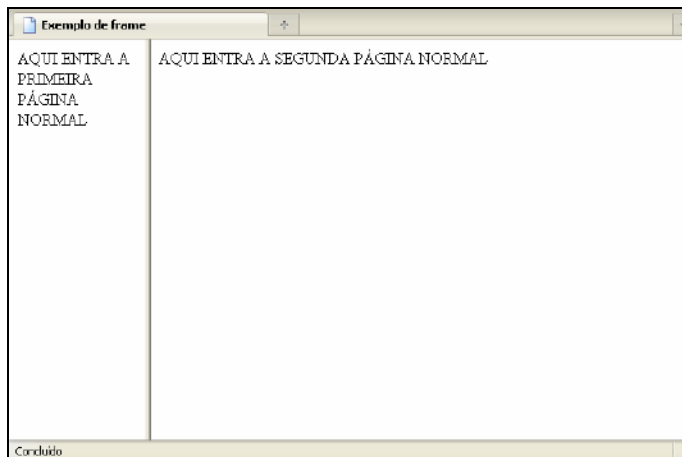 Exemplo de frame
AQUI ENTRA A
PRIMEIRA
PÁGINA
NORMAL
AQUI ENTRA A SEGUNDA PÁGINA NORMAL
Concluído